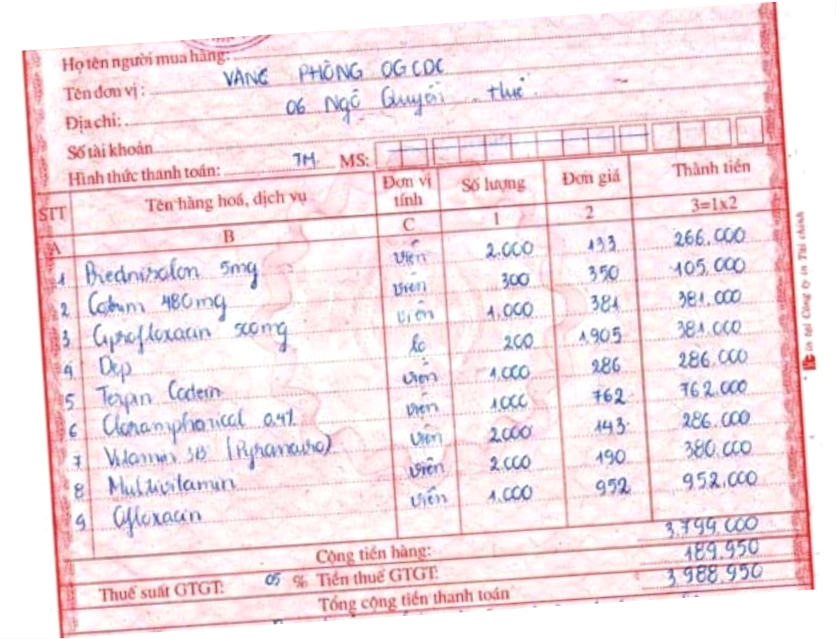 Họ tên người mua hàng:
Tên đơn vị: VĂNG PHÒNG OGCDC
Địa chỉ: 06 Ngô Quyền Huế
Số tài khoản
Hình thức thanh toán: TM MS:
STT Tên hàng hoá, dịch vụ Đơn vị tính Số lượng Đơn giá Thành tiền
A B C 1 2 3=1x2
1 Prednisolon 5mg viên 2.000 133 266.000
2 Cotrim 480mg viên 300 350 105.000
3 Ciprofloxacin 500mg viên 1.000 381 381.000
4 Dep lo 200 1.905 381.000
5 Terpin Codein viên 1.000 286 286.000
6 Cloramphenical 0.4% viên 1.000 762 762.000
7 Vitamin 3B viên 2.000 143 286.000
8 Multivitamin viên 2.000 190 380.000
9 Ofloxacin viên 1.000 952 952.000
Cộng tiền hàng: 3.799.000
Thuế suất GTGT: 05 % Tiền thuế GTGT: 189.950
Tổng cộng tiền thanh toán 3.988.950
in tại Công ty in Tài chính